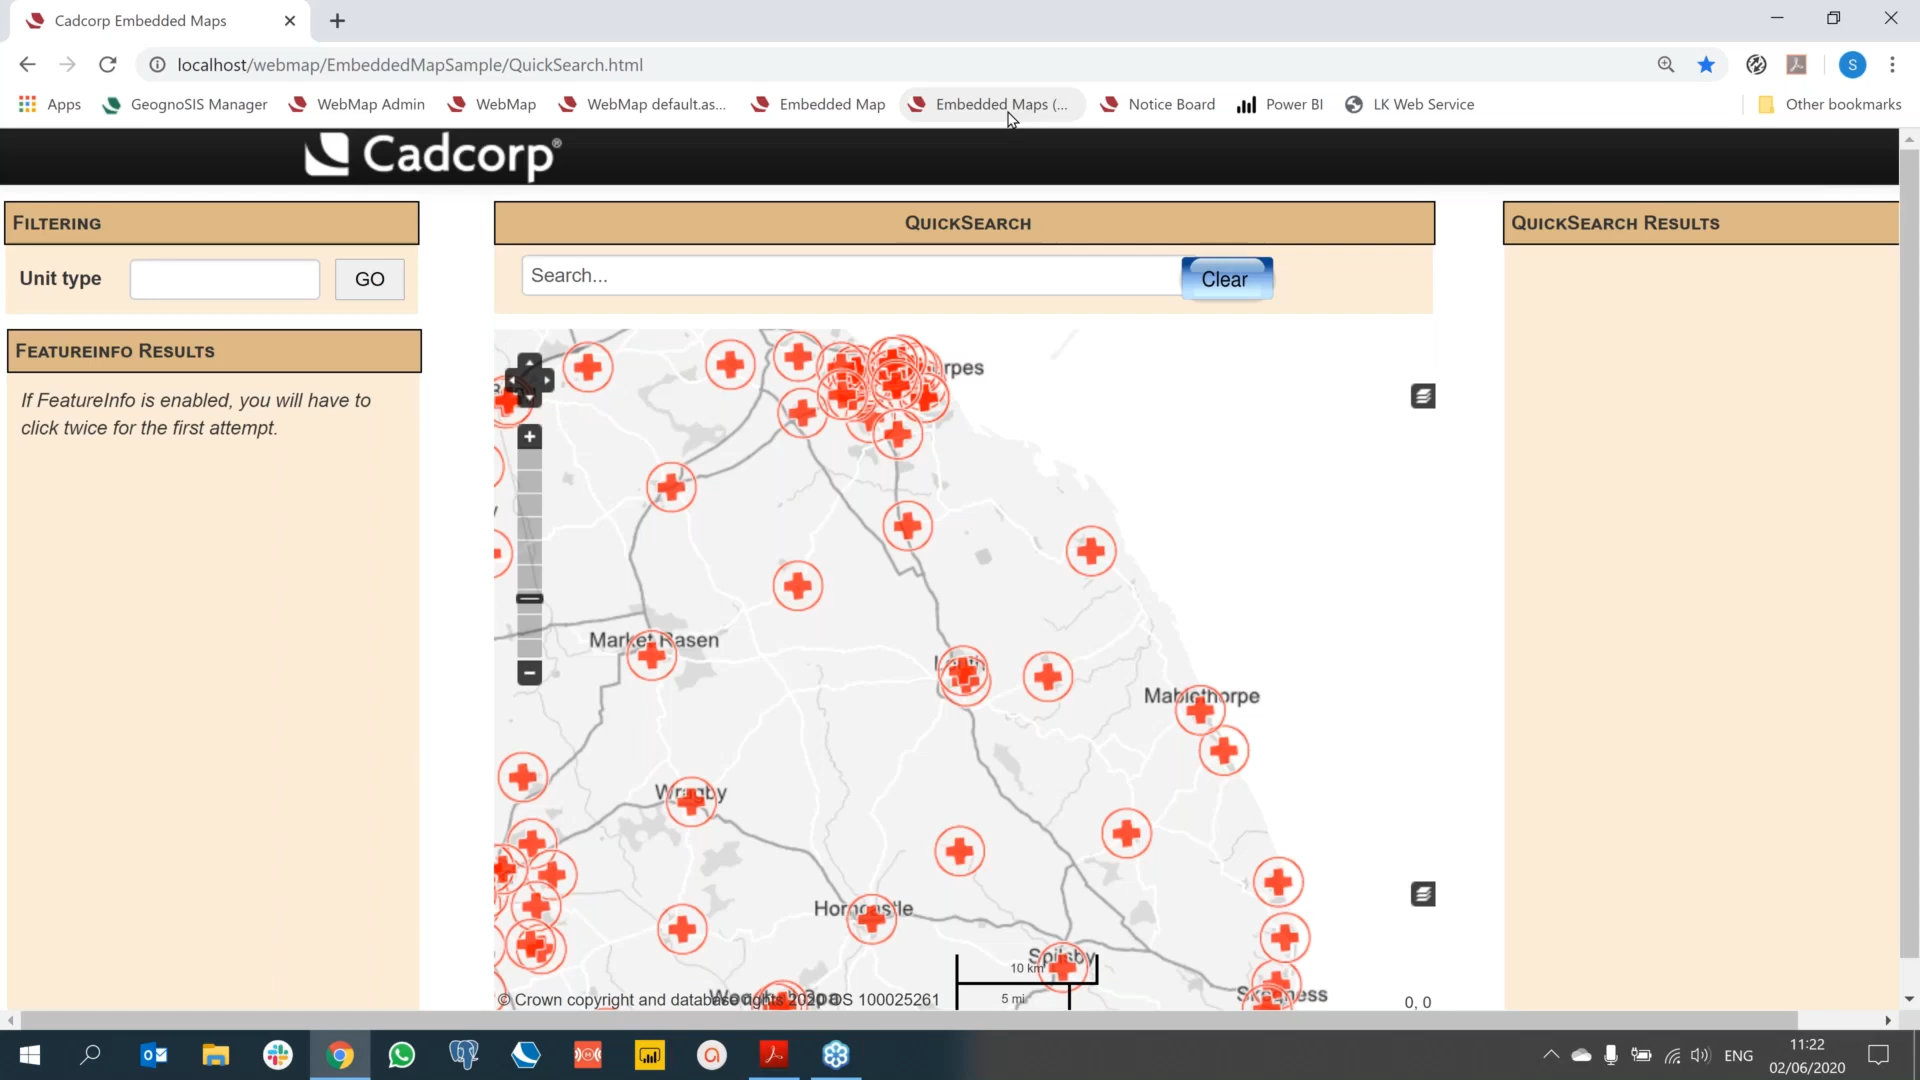 Cadcorp Embedded Maps
localhost/webmap/EmbeddedMapSample/QuickSearch.html
S
Apps
GeognoSIS Manager
WebMap Admin
WebMap
WebMap default.as...
Embedded Map
Embedded Maps (...
Notice Board
Power BI
LK Web Service
Other bookmarks
Cadcorp®
FILTERING
QUICKSEARCH
QUICKSEARCH RESULTS
Unit type
GO
Search...
Clear
FEATUREINFO RESULTS
If FeatureInfo is enabled, you will have to
click twice for the first attempt.
rpes
Market Rasen
Mablethorpe
Wragby
Horncastle
Spilsby
10 km
Skegness
© Crown copyright and database rights 2020 OS 100025261
5 mi
0, 0
ENG
11:22
02/06/2020